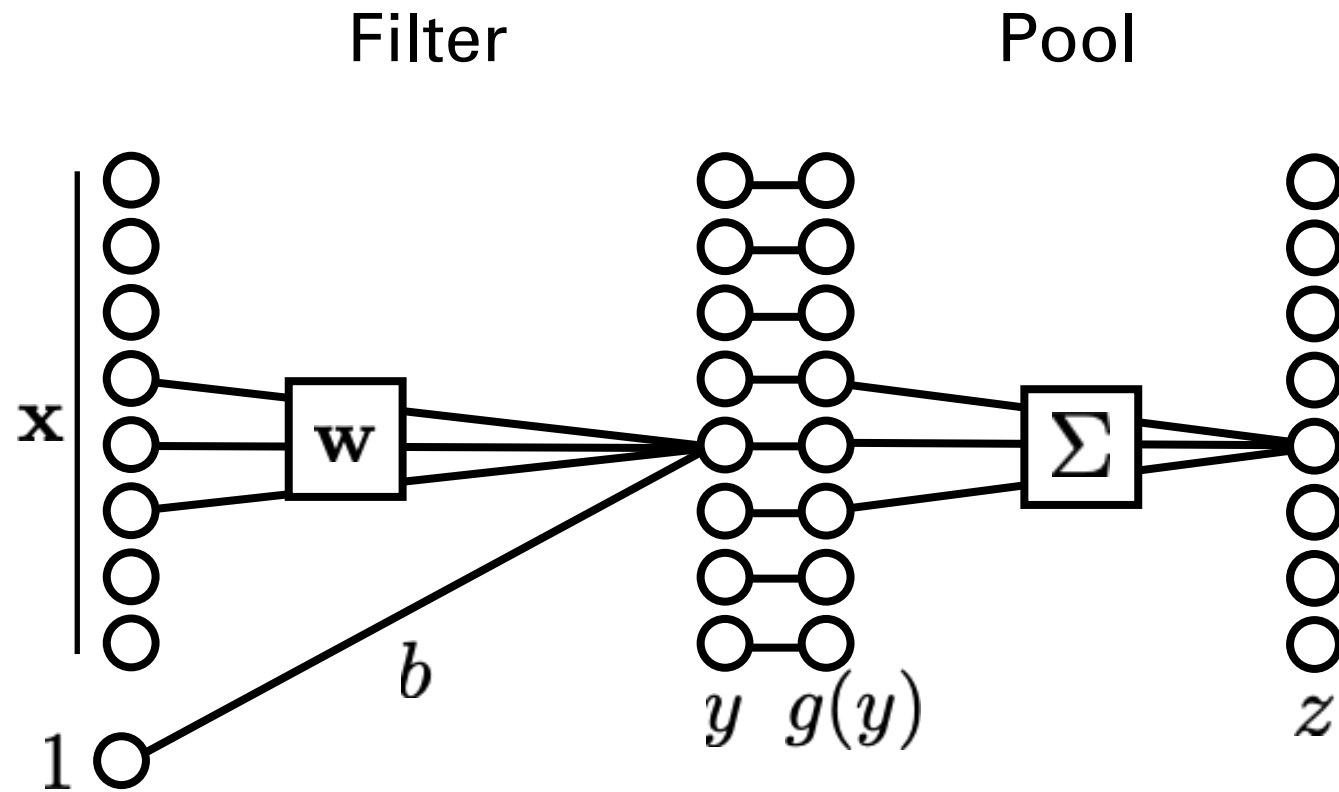 Filter Pool
x
w
Σ
b
y g(y) z
1